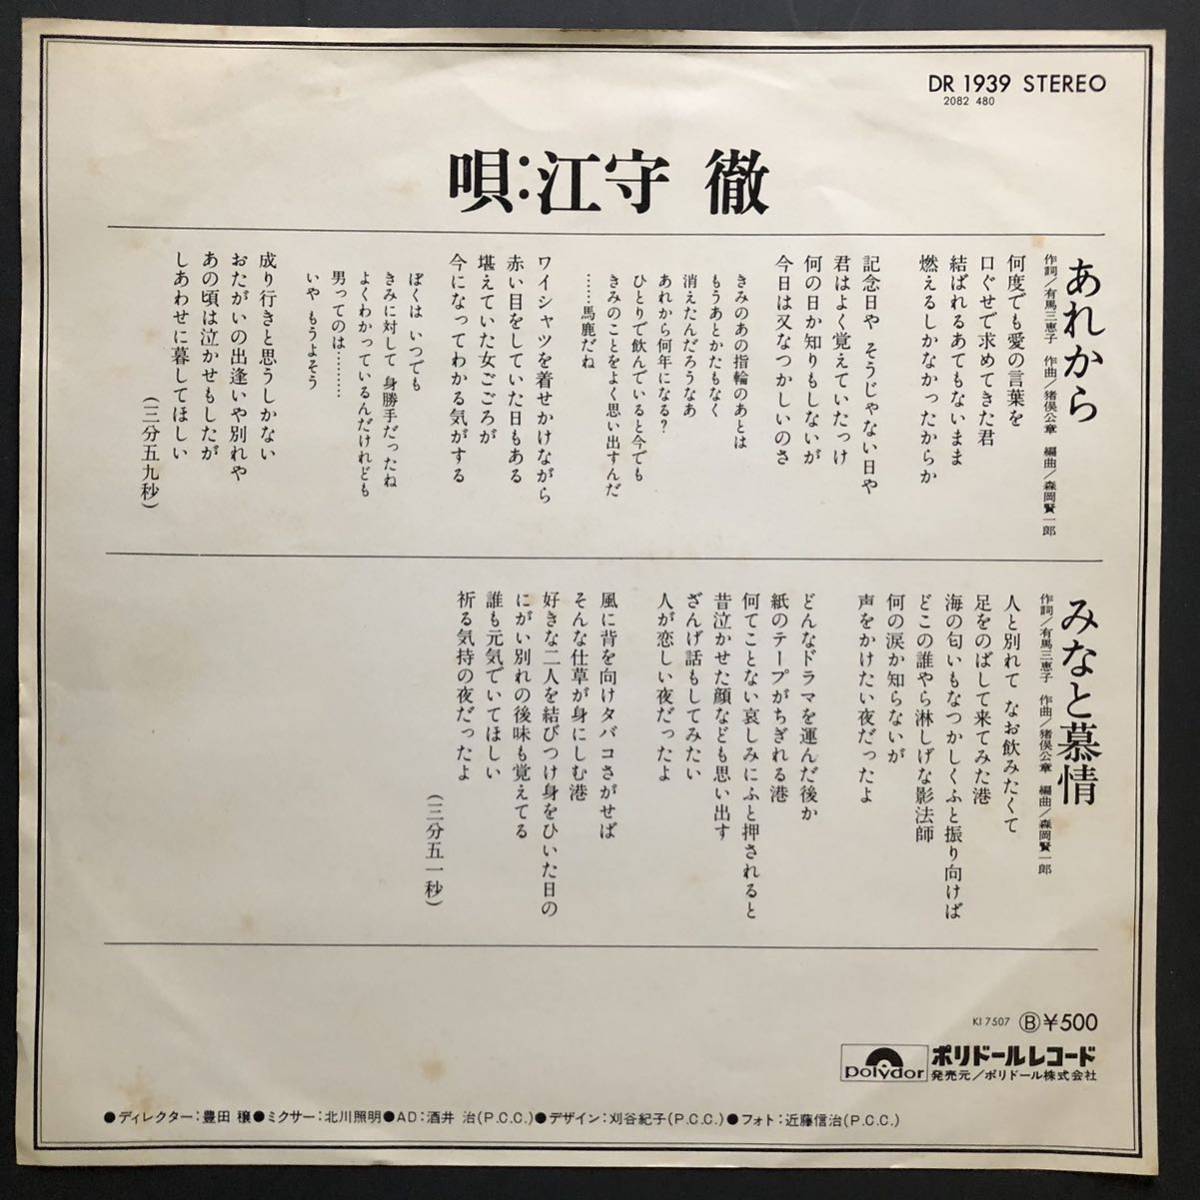 DR 1939 STEREO
2082 480
唄:江守 徹
あれから
作詞/有馬三恵子 作曲/猪俣公章 編曲/森岡賢一郎
何度でも愛の言葉を
口ぐせで求めてきた君
結ばれるあてもないまま
燃えるしかなかったからか
記念日や そうじゃない日や
君はよく覚えていたっけ
何の日か知りもしないが
今日は又なつかしいのさ
きみのあの指輪のあとは
もうあとかたもなく
消えたんだろうなあ
あれから何年になる?
ひとりで飲んでいると今でも
きみのことをよく思い出すんだ
……馬鹿だね
ワイシャツを着せかけながら
赤い目をしていた日もある
堪えていた女ごころが
今になってわかる気がする
ぼくは いつでも
きみに対して 身勝手だったね
よくわかっているんだけれども
男ってのは…………
いや もうよそう
成り行きと思うしかない
おたがいの出逢いや別れや
あの頃は泣かせもしたが
しあわせに暮してほしい
(三分五九秒)
みなと慕情
作詞/有馬三恵子 作曲/猪俣公章 編曲/森岡賢一郎
人と別れて なお飲みたくて
足をのばして来てみた港
海の匂いもなつかしくふと振り向けば
どこの誰やら淋しげな影法師
何の涙か知らないが
声をかけたい夜だったよ
どんなドラマを運んだ後か
紙のテープがちぎれる港
何てことない哀しみにふと押されると
昔泣かせた顔なども思い出す
ざんげ話もしてみたい
人が恋しい夜だったよ
風に背を向けタバコさがせば
そんな仕草が身にしむ港
好きな二人を結びつけ身をひいた日の
にがい別れの後味も覚えてる
誰も元気でいてほしい
祈る気持の夜だったよ
(三分五一秒)
KI 7507 Ⓑ¥500
polydor ポリドールレコード
発売元/ポリドール株式会社
●ディレクター:豊田 穣●ミクサー:北川照明●AD:酒井 治(P.C.C.)●デザイン:刈谷紀子(P.C.C.)●フォト:近藤信治(P.C.C.)